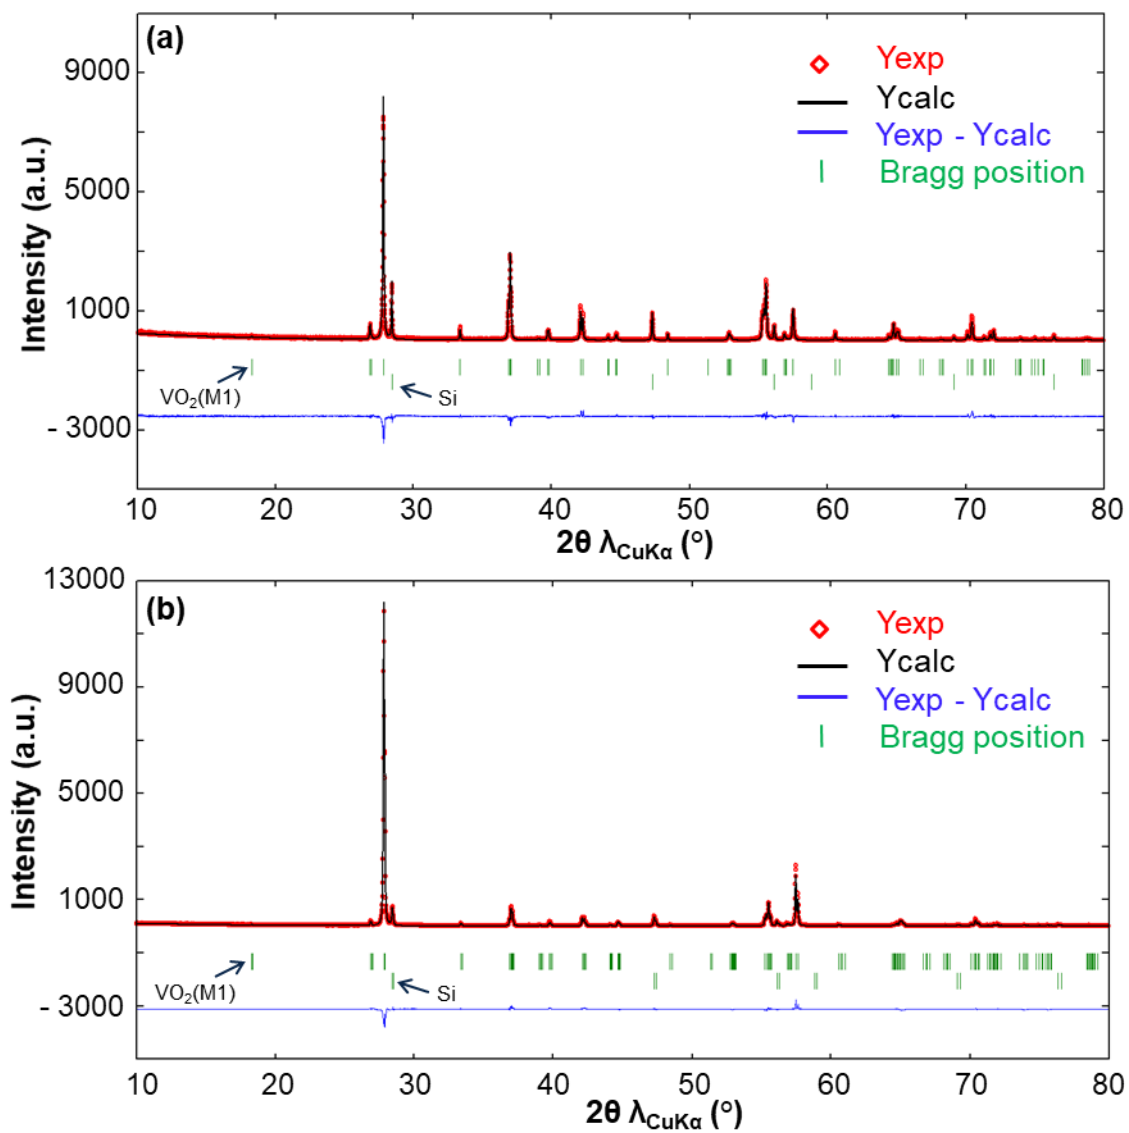 (a)
9000
5000
1000
- 3000
Intensity (a.u.)
Yexp
Ycalc
Yexp - Ycalc
Bragg position
VO₂(M1)
Si
10 20 30 40 50 60 70 80
2θ λCuKα (°)
(b)
13000
9000
5000
1000
- 3000
Intensity (a.u.)
Yexp
Ycalc
Yexp - Ycalc
Bragg position
VO₂(M1)
Si
10 20 30 40 50 60 70 80
2θ λCuKα (°)